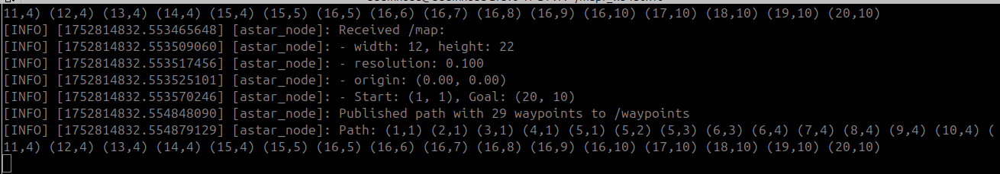 11,4) (12,4) (13,4) (14,4) (15,4) (15,5) (16,5) (16,6) (16,7) (16,8) (16,9) (16,10) (17,10) (18,10) (19,10) (20,10)
[INFO] [1752814832.553465648] [astar_node]: Received /map:
[INFO] [1752814832.553509060] [astar_node]: - width: 12, height: 22
[INFO] [1752814832.553517456] [astar_node]: - resolution: 0.100
[INFO] [1752814832.553525101] [astar_node]: - origin: (0.00, 0.00)
[INFO] [1752814832.553570246] [astar_node]: - Start: (1, 1), Goal: (20, 10)
[INFO] [1752814832.554848090] [astar_node]: Published path with 29 waypoints to /waypoints
[INFO] [1752814832.554879129] [astar_node]: Path: (1,1) (2,1) (3,1) (4,1) (5,1) (5,2) (5,3) (6,3) (6,4) (7,4) (8,4) (9,4) (10,4) (
11,4) (12,4) (13,4) (14,4) (15,4) (15,5) (16,5) (16,6) (16,7) (16,8) (16,9) (16,10) (17,10) (18,10) (19,10) (20,10)